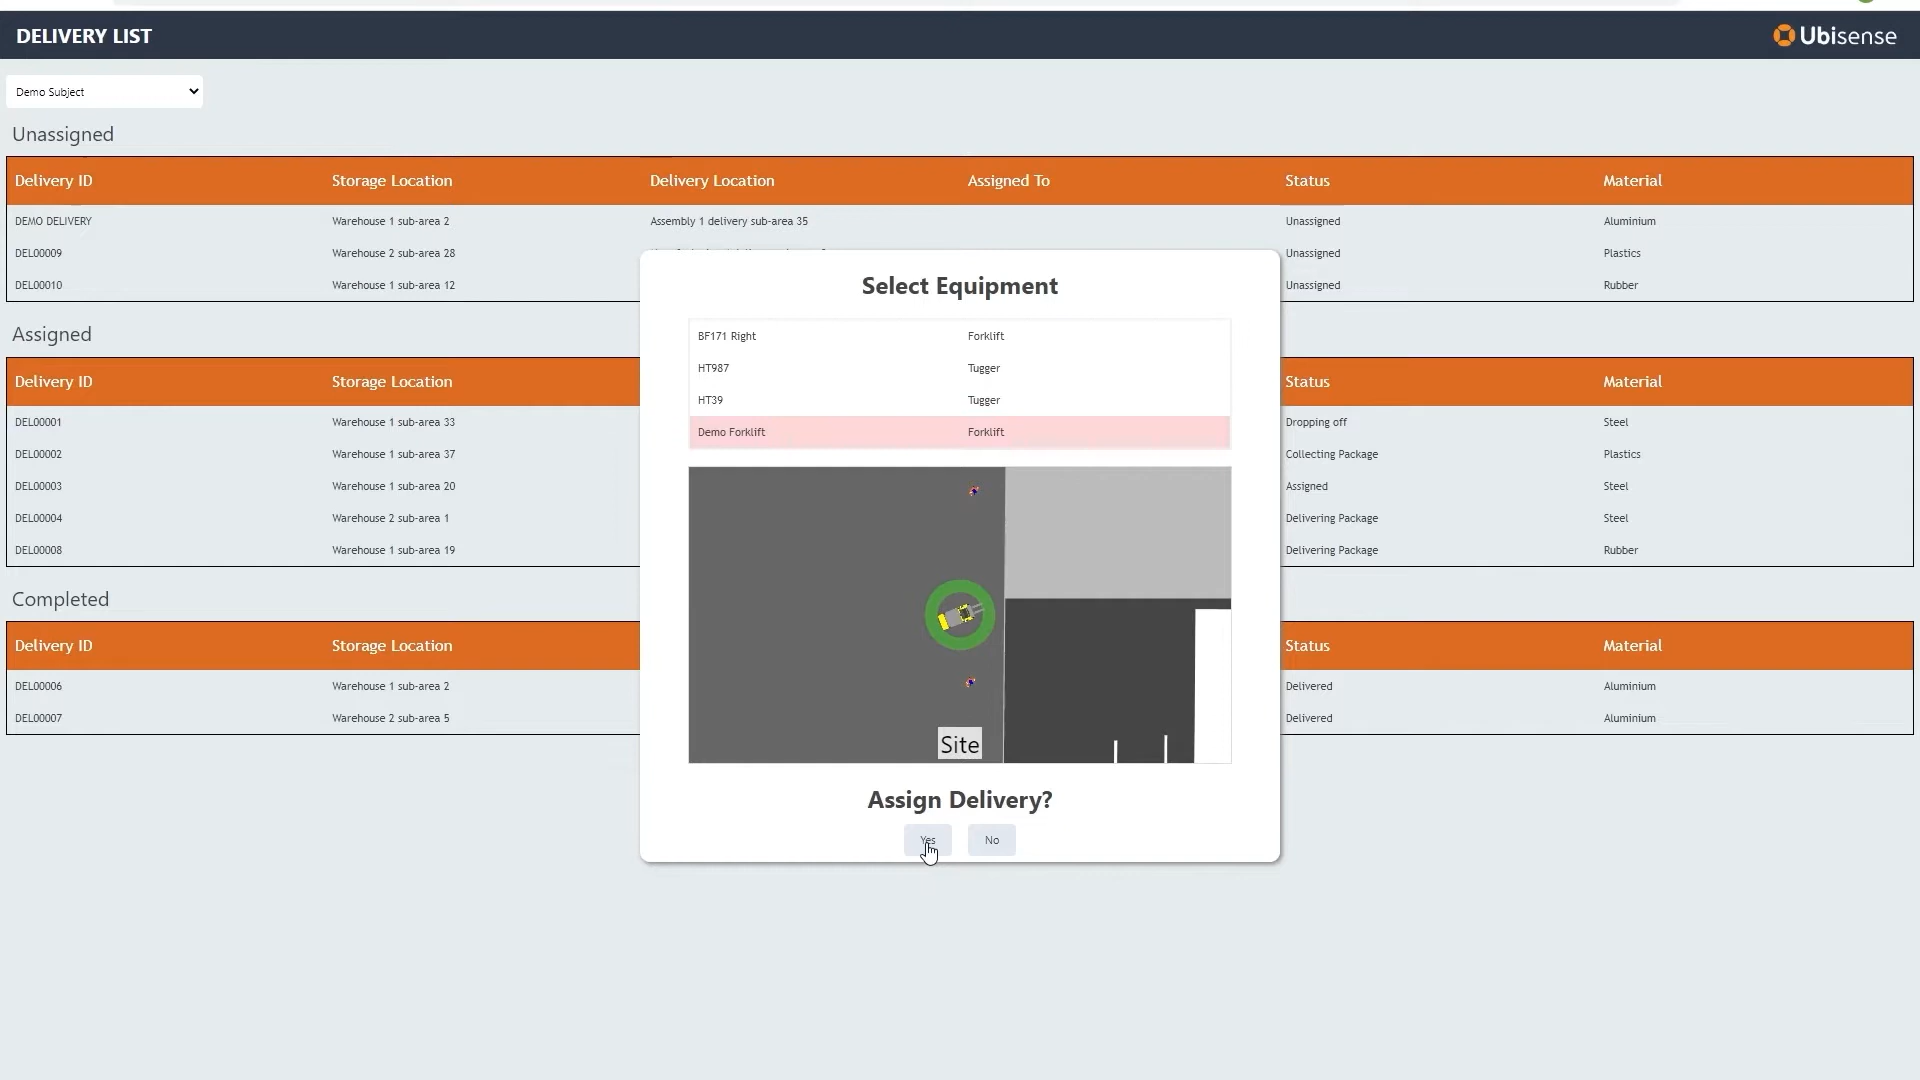 DELIVERY LIST
Ubisense
Demo Subject
Unassigned
Delivery ID Storage Location Delivery Location Assigned To Status Material
DEMO DELIVERY Warehouse 1 sub-area 2 Assembly 1 delivery sub-area 35 Unassigned Aluminium
DEL00009 Warehouse 2 sub-area 28 Unassigned Plastics
DEL00010 Warehouse 1 sub-area 12 Unassigned Rubber
Assigned
Delivery ID Storage Location Status Material
DEL00001 Warehouse 1 sub-area 33 Dropping off Steel
DEL00002 Warehouse 1 sub-area 37 Collecting Package Plastics
DEL00003 Warehouse 1 sub-area 20 Assigned Steel
DEL00004 Warehouse 2 sub-area 1 Delivering Package Steel
DEL00008 Warehouse 1 sub-area 19 Delivering Package Rubber
Completed
Delivery ID Storage Location Status Material
DEL00006 Warehouse 1 sub-area 2 Delivered Aluminium
DEL00007 Warehouse 2 sub-area 5 Delivered Aluminium
Select Equipment
BF171 Right Forklift
HT987 Tugger
HT39 Tugger
Demo Forklift Forklift
Site
Assign Delivery?
Yes No